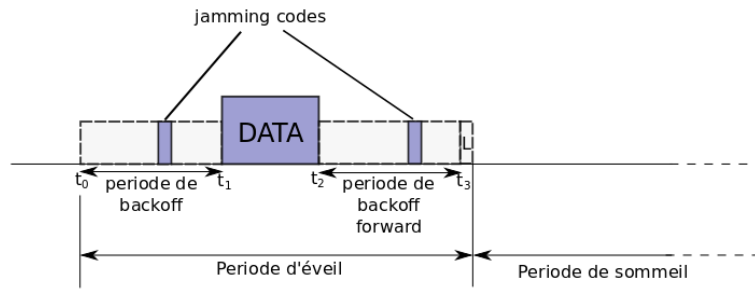 jamming codes
DATA
L
t0 periode de backoff t1
t2 periode de backoff forward t3
Periode d'éveil
Periode de sommeil